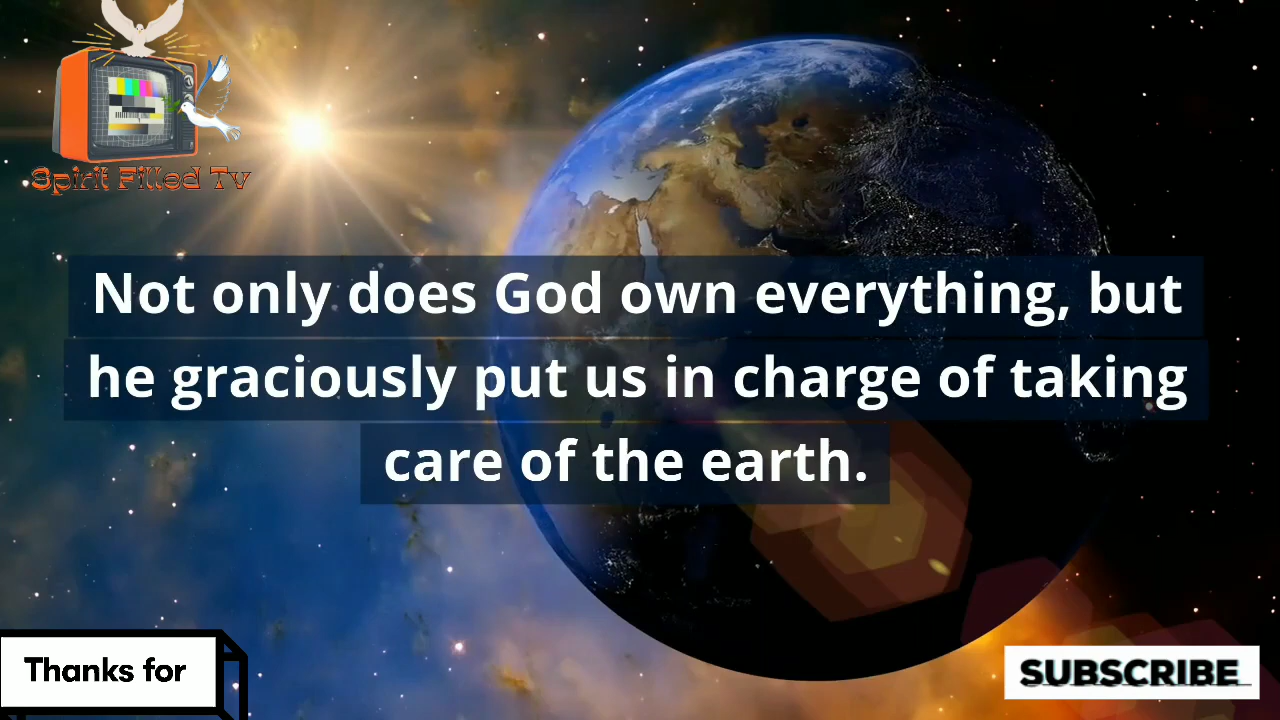 Spirit Filled Tv
Not only does God own everything, but
he graciously put us in charge of taking
care of the earth.
Thanks for
SUBSCRIBE